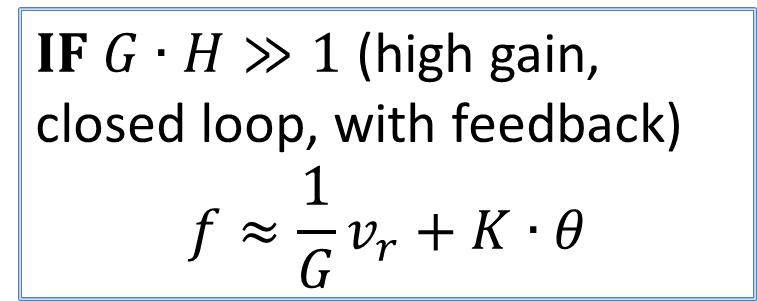 IF G · H ≫ 1 (high gain,
closed loop, with feedback)
f ≈ 1/G v_r + K · θ